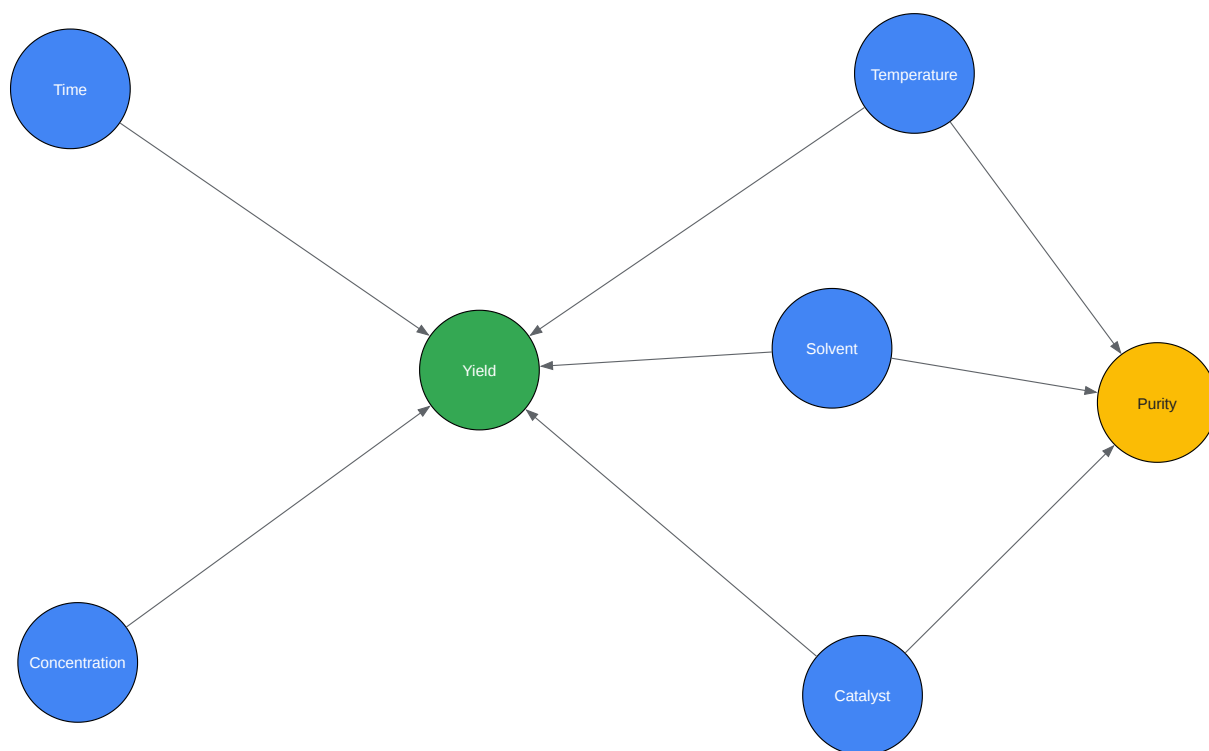 Time
Temperature
Solvent
Yield
Purity
Concentration
Catalyst